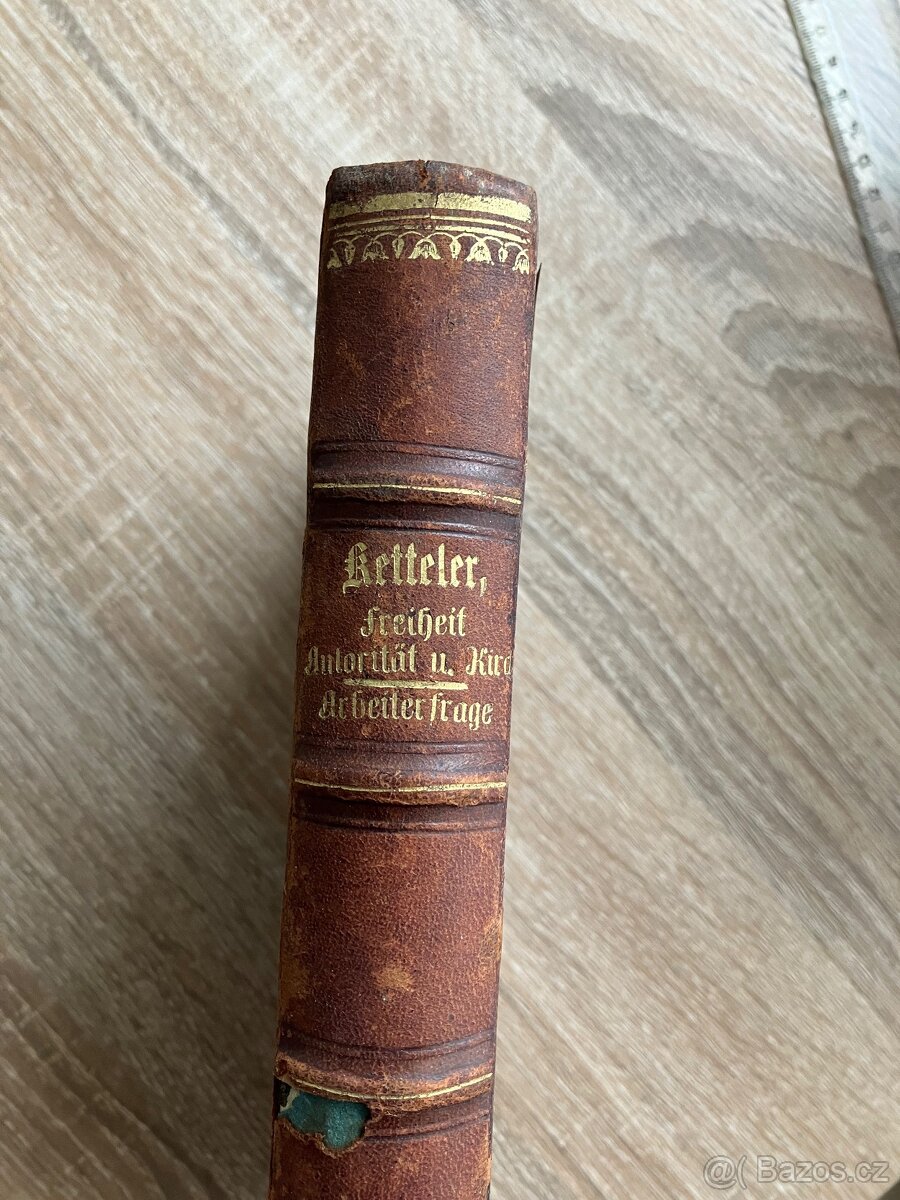 Ketteler,
Freiheit
Autorität u. Kirc
Arbeiterfrage
@( Bazos.cz